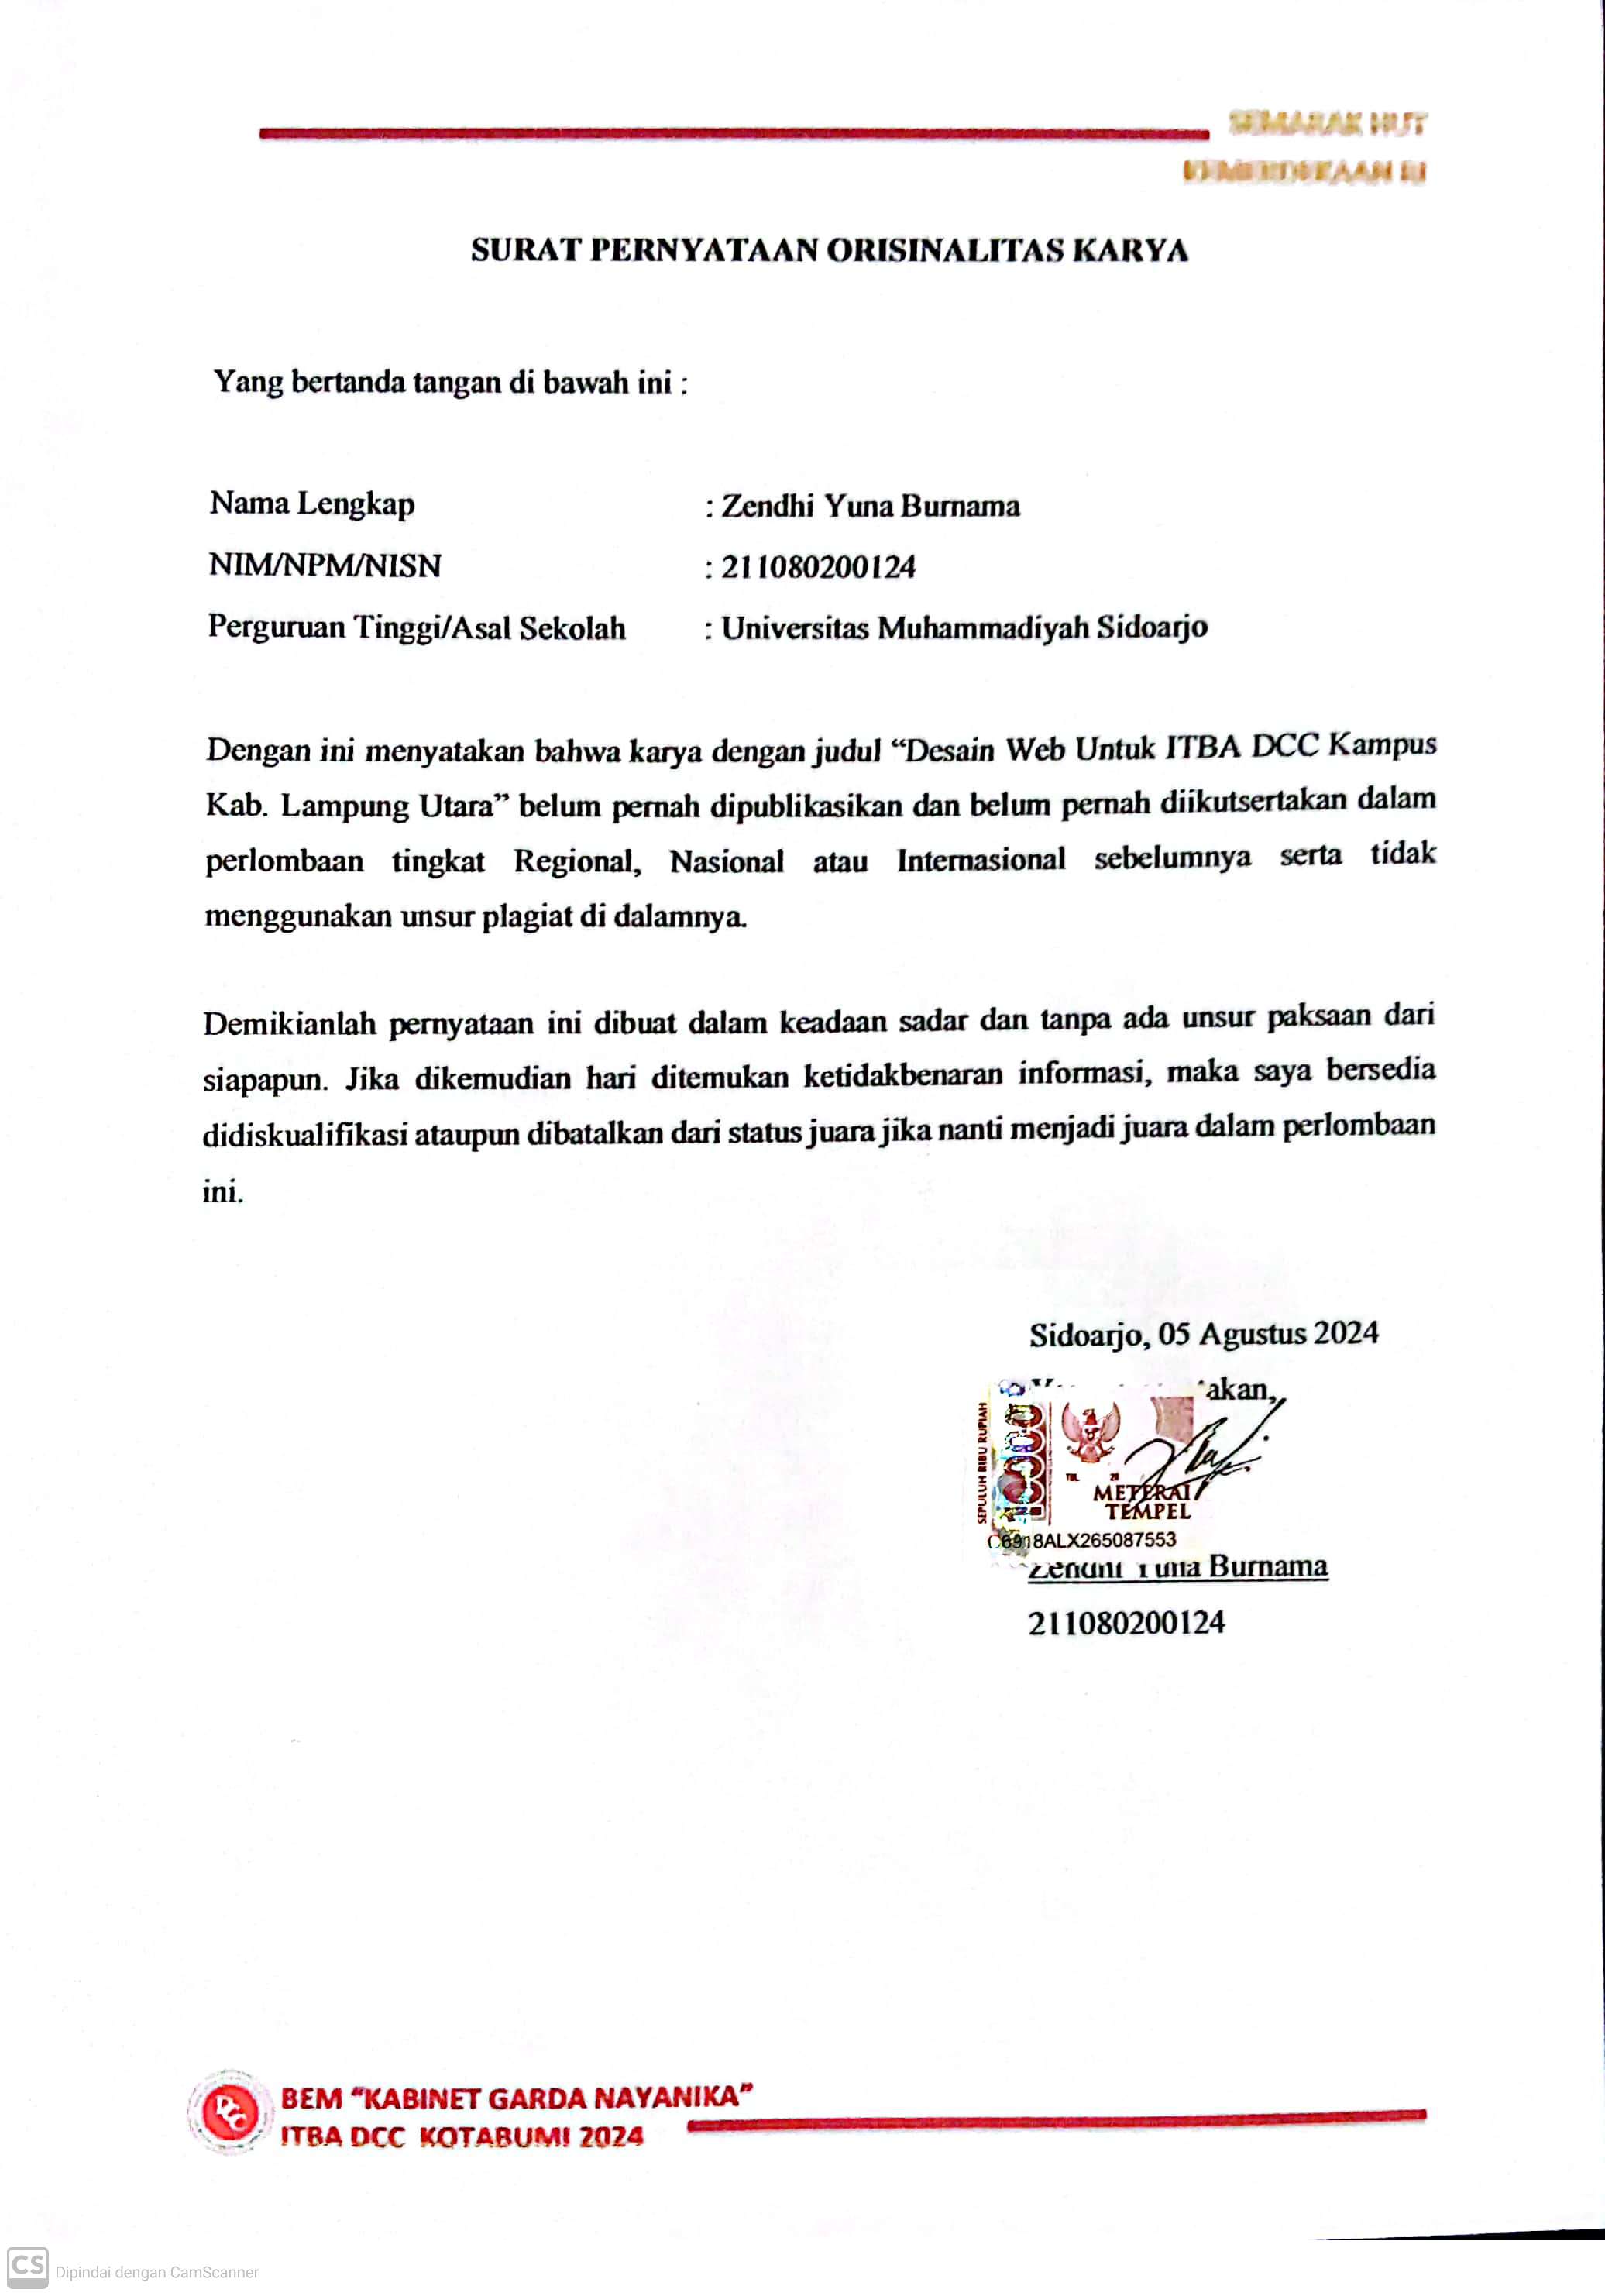 SEMARAK HUT
KEMERDEKAAN RI
SURAT PERNYATAAN ORISINALITAS KARYA
Yang bertanda tangan di bawah ini :
Nama Lengkap : Zendhi Yuna Burnama
NIM/NPM/NISN : 211080200124
Perguruan Tinggi/Asal Sekolah : Universitas Muhammadiyah Sidoarjo
Dengan ini menyatakan bahwa karya dengan judul “Desain Web Untuk ITBA DCC Kampus
Kab. Lampung Utara” belum pernah dipublikasikan dan belum pernah diikutsertakan dalam
perlombaan tingkat Regional, Nasional atau Internasional sebelumnya serta tidak
menggunakan unsur plagiat di dalamnya.
Demikianlah pernyataan ini dibuat dalam keadaan sadar dan tanpa ada unsur paksaan dari
siapapun. Jika dikemudian hari ditemukan ketidakbenaran informasi, maka saya bersedia
didiskualifikasi ataupun dibatalkan dari status juara jika nanti menjadi juara dalam perlombaan
ini.
Sidoarjo, 05 Agustus 2024
akan,
SEPULUH RIBU RUPIAH
10000
TGL. 20
METERAI
TEMPEL
C6918ALX265087553
Zendhi Yuna Burnama
211080200124
DCC
BEM “KABINET GARDA NAYANIKA”
ITBA DCC KOTABUMI 2024
CS Dipindai dengan CamScanner